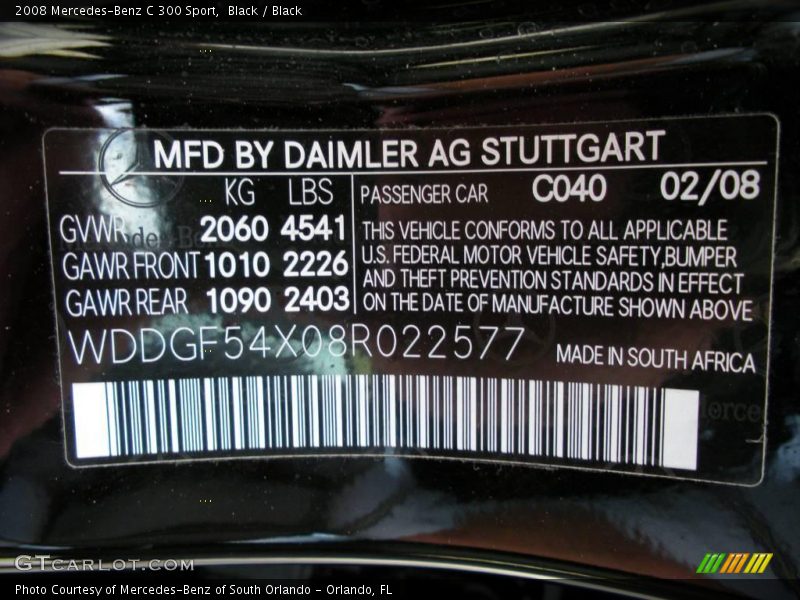 2008 Mercedes-Benz C 300 Sport,  Black / Black
MFD BY DAIMLER AG STUTTGART
KG LBS
GVWR 2060 4541
GAWR FRONT 1010 2226
GAWR REAR 1090 2403
PASSENGER CAR C040 02/08
THIS VEHICLE CONFORMS TO ALL APPLICABLE
U.S. FEDERAL MOTOR VEHICLE SAFETY,BUMPER
AND THEFT PREVENTION STANDARDS IN EFFECT
ON THE DATE OF MANUFACTURE SHOWN ABOVE
WDDGF54X08R022577
MADE IN SOUTH AFRICA
GTCARLOT.COM
Photo Courtesy of Mercedes-Benz of South Orlando - Orlando, FL